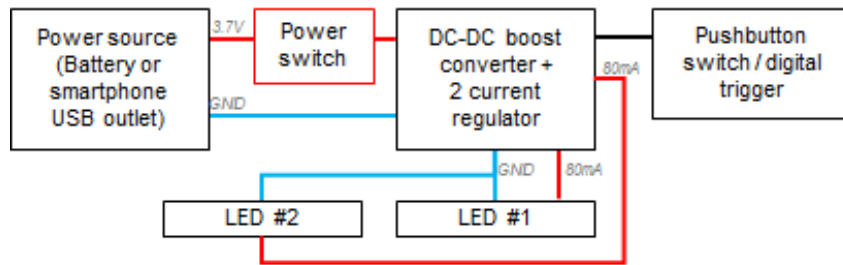 Power source
(Battery or
smartphone
USB outlet)
3.7V
GND
Power
switch
DC-DC boost
converter +
2 current
regulator
80mA
Pushbutton
switch / digital
trigger
GND
80mA
LED #2
LED #1